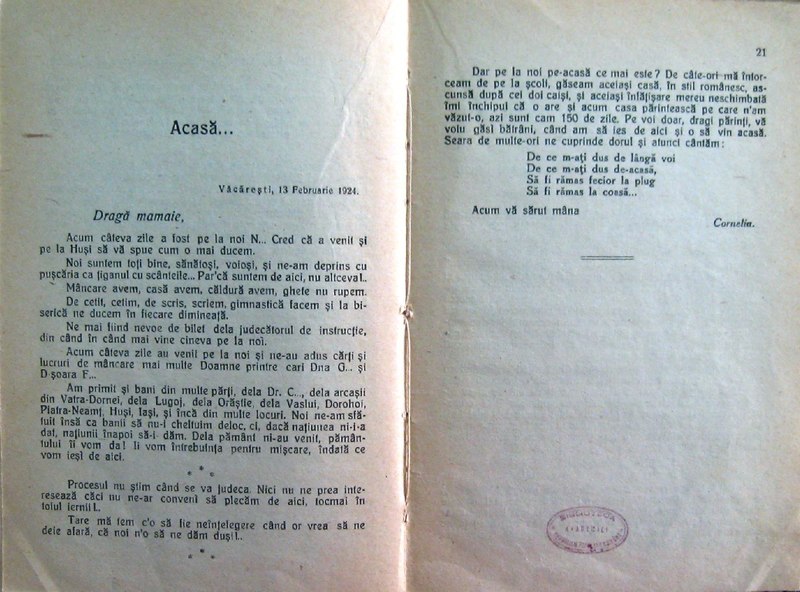 Acasă...
Văcărești, 13 Februarie 1924.
Dragă mamaie,
Acum câteva zile a fost pe la noi N... Cred că a venit și
pe la Huși să vă spue cum o mai ducem.
Noi suntem toți bine, sănătoși, voioși, și ne-am deprins cu
pușcăria ca țiganul cu scânteile... Par'că suntem de aici, nu altceva!..
Mâncare avem, casă avem, căldură avem, ghete nu rupem.
De cetit, cetim, de scris, scriem, gimnastică facem și la bi-
serică ne ducem în fiecare dimineață.
Ne mai fiind nevoe de bilet dela judecătorul de instrucție,
din când în când mai vine cineva pe la noi.
Acum câteva zile au venit pe la noi și ne-au adus cărți și
lucruri de mâncare mai multe Doamne printre cari Dna G... și
D-șoara F...
Am primit și bani din multe părți, dela Dr. C..., dela arcașii
din Vatra-Dornei, dela Lugoj, dela Orăștie, dela Vaslui, Dorohoi,
Piatra-Neamț, Huși, Iași, și încă din multe locuri. Noi ne-am sfă-
tuit însă ca banii să nu-i cheltuim deloc, ci, dacă națiunea ni-i-a
dat, națiunii înapoi să-i dăm. Dela pământ ni-au venit, pămân-
tului îi vom da! Ii vom întrebuința pentru mișcare, îndată ce
vom ieși de aici.
* * *
Procesul nu știm când se va judeca. Nici nu ne prea inte-
resează căci nu ne-ar conveni să plecăm de aici, tocmai în
toiul iernii!..
Tare mă tem c'o să fie neînțelegere când or vrea să ne
dele afară, că noi n'o să ne dăm duși!..
* * *
21
Dar pe la noi pe-acasă ce mai este? De câte-ori mă întor-
ceam de pe la școli, găseam aceiași casă, în stil românesc, as-
cunsă după cei doi caiși, și aceiași înfățișare mereu neschimbată
îmi închipui că o are și acum casa părintească pe care n'am
văzut-o, azi sunt cam 150 de zile. Pe voi doar, dragi părinți, vă
voiu găsi bătrâni, când am să ies de aici și o să vin acasă.
Seara de multe-ori ne cuprinde dorul și atunci cântăm:
De ce m-ați dus de lângă voi
De ce m-ați dus de-acasă,
Să fi rămas fecior la plug
Să fi rămas la coasă...
Acum vă sărut mâna
Corneliu.
BIBLIOTECA